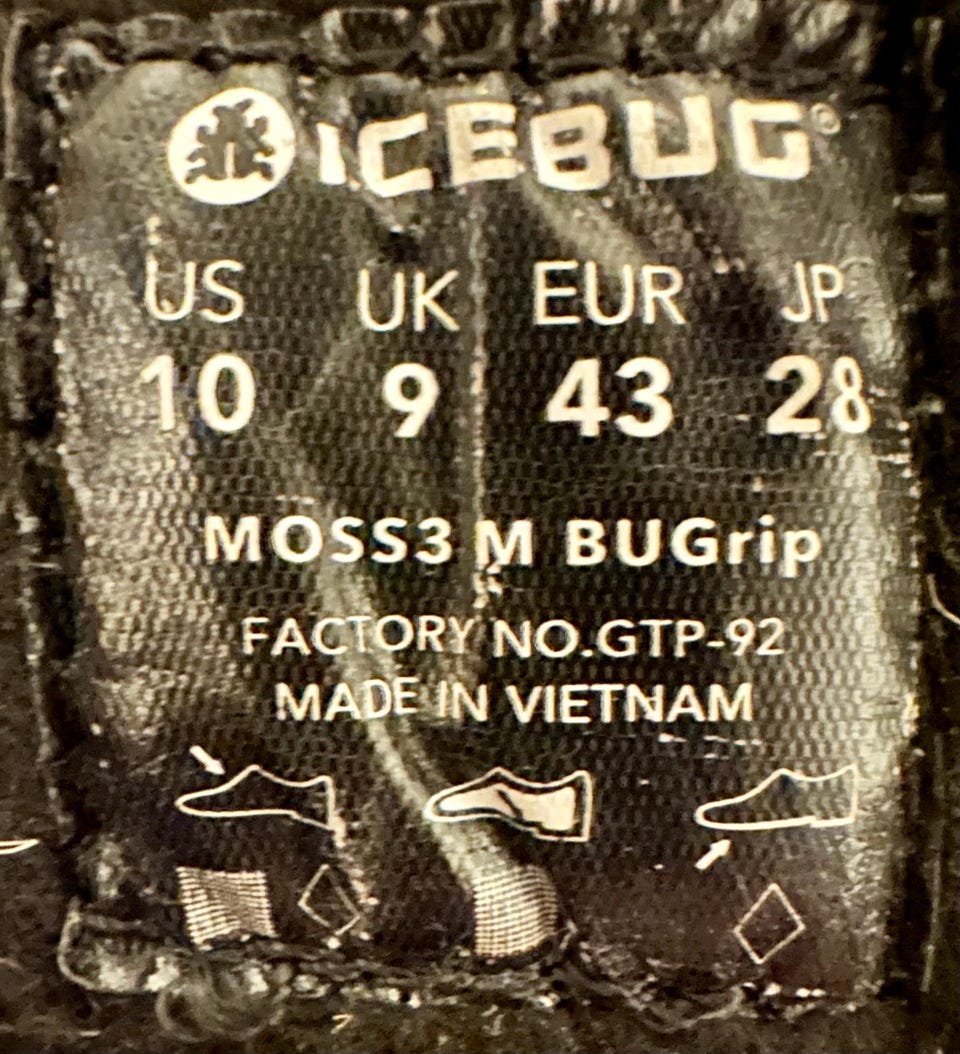 ICEBUG®
US UK EUR JP
10 9 43 28
MOSS3 M BUGrip
FACTORY NO.GTP-92
MADE IN VIETNAM